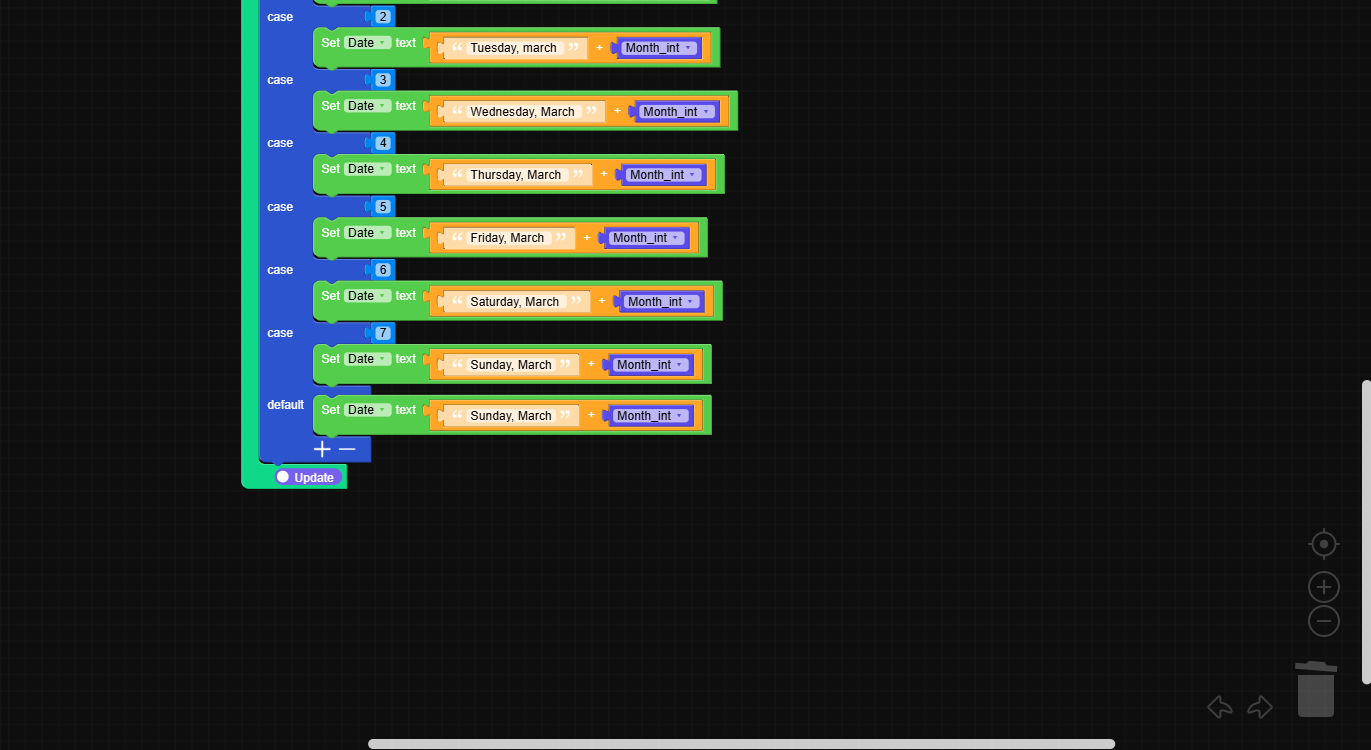 case 2
Set Date text “ Tuesday, march ” + Month_int
case 3
Set Date text “ Wednesday, March ” + Month_int
case 4
Set Date text “ Thursday, March ” + Month_int
case 5
Set Date text “ Friday, March ” + Month_int
case 6
Set Date text “ Saturday, March ” + Month_int
case 7
Set Date text “ Sunday, March ” + Month_int
default Set Date text “ Sunday, March ” + Month_int
Update